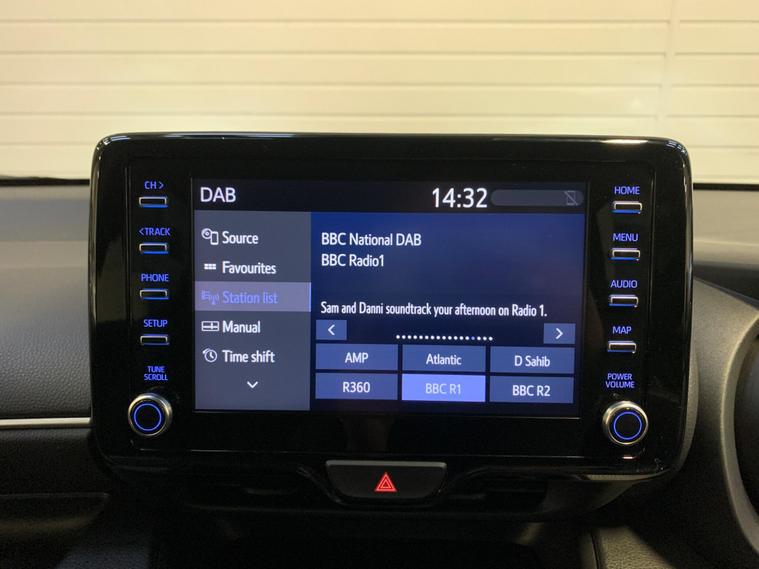 CH >
< TRACK
PHONE
SETUP
TUNE
SCROLL
DAB
14:32
Source
Favourites
Station list
Manual
Time shift
BBC National DAB
BBC Radio1
Sam and Danni soundtrack your afternoon on Radio 1.
<
>
AMP
Atlantic
D Sahib
R360
BBC R1
BBC R2
HOME
MENU
AUDIO
MAP
POWER
VOLUME